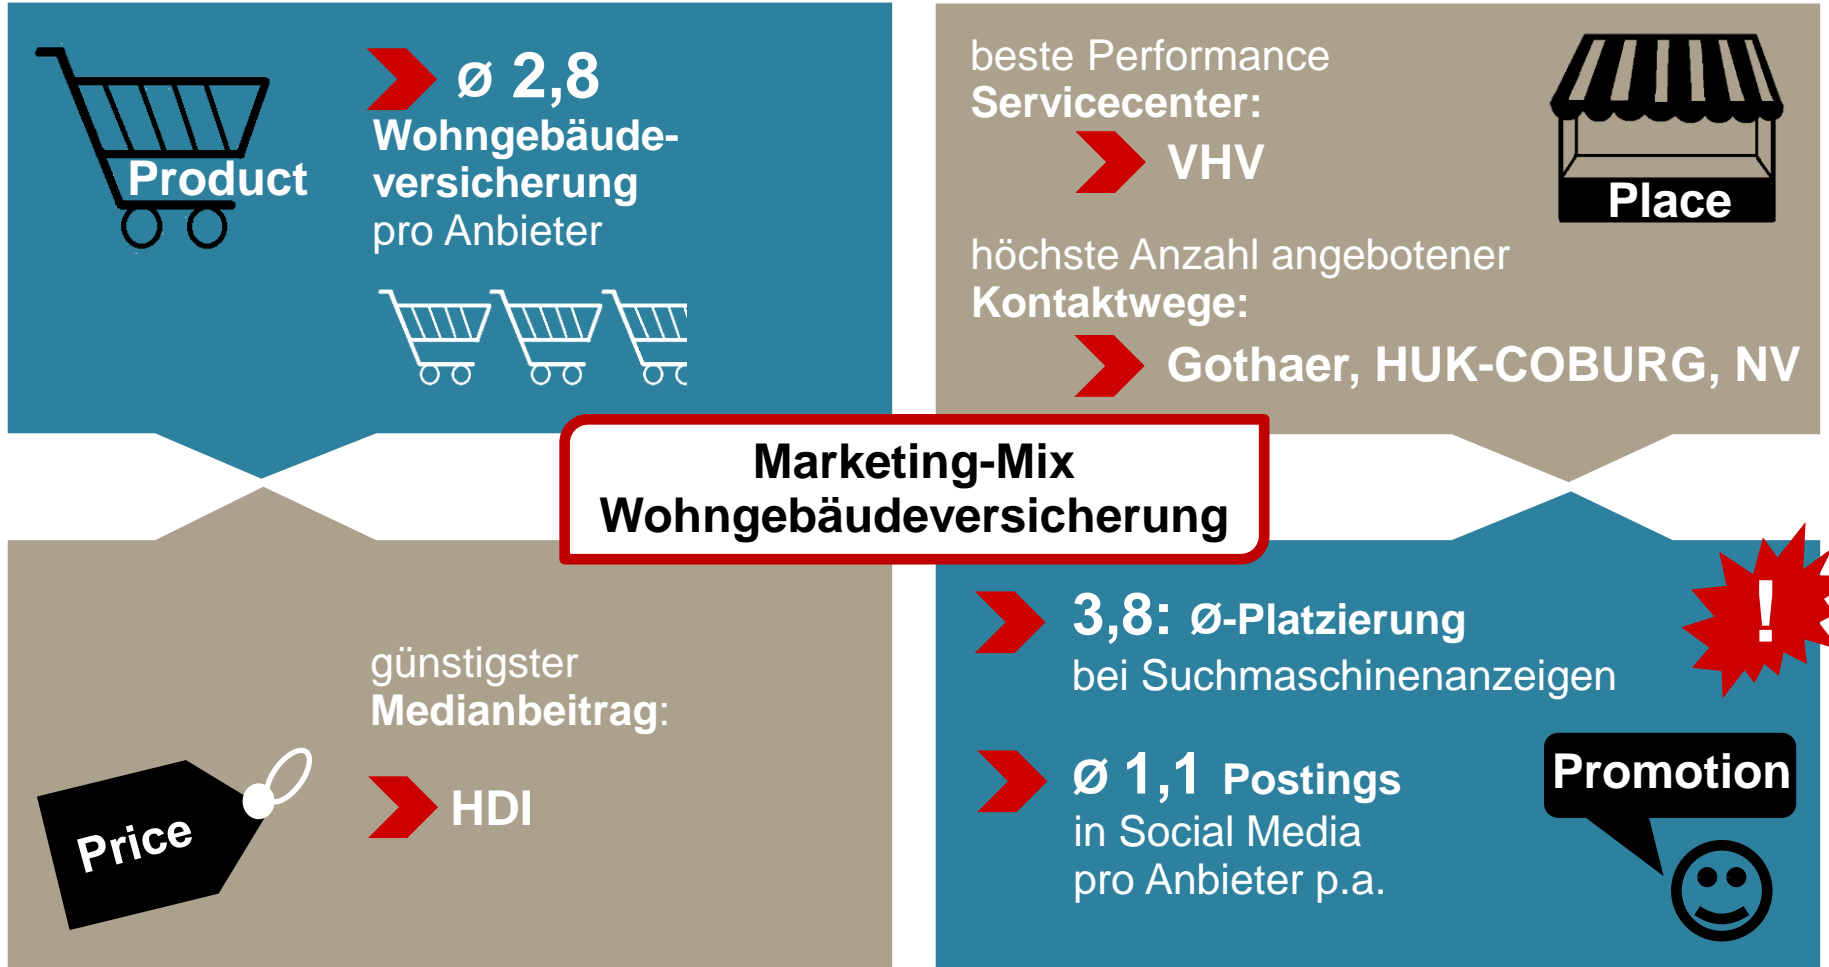 Product
ø 2,8
Wohngebäude-
versicherung
pro Anbieter
beste Performance
Servicecenter:
VHV
Place
höchste Anzahl angebotener
Kontaktwege:
Gothaer, HUK-COBURG, NV
Marketing-Mix
Wohngebäudeversicherung
günstigster
Medianbeitrag:
HDI
Price
3,8: Ø-Platzierung
bei Suchmaschinenanzeigen
!
Ø 1,1 Postings
in Social Media
pro Anbieter p.a.
Promotion